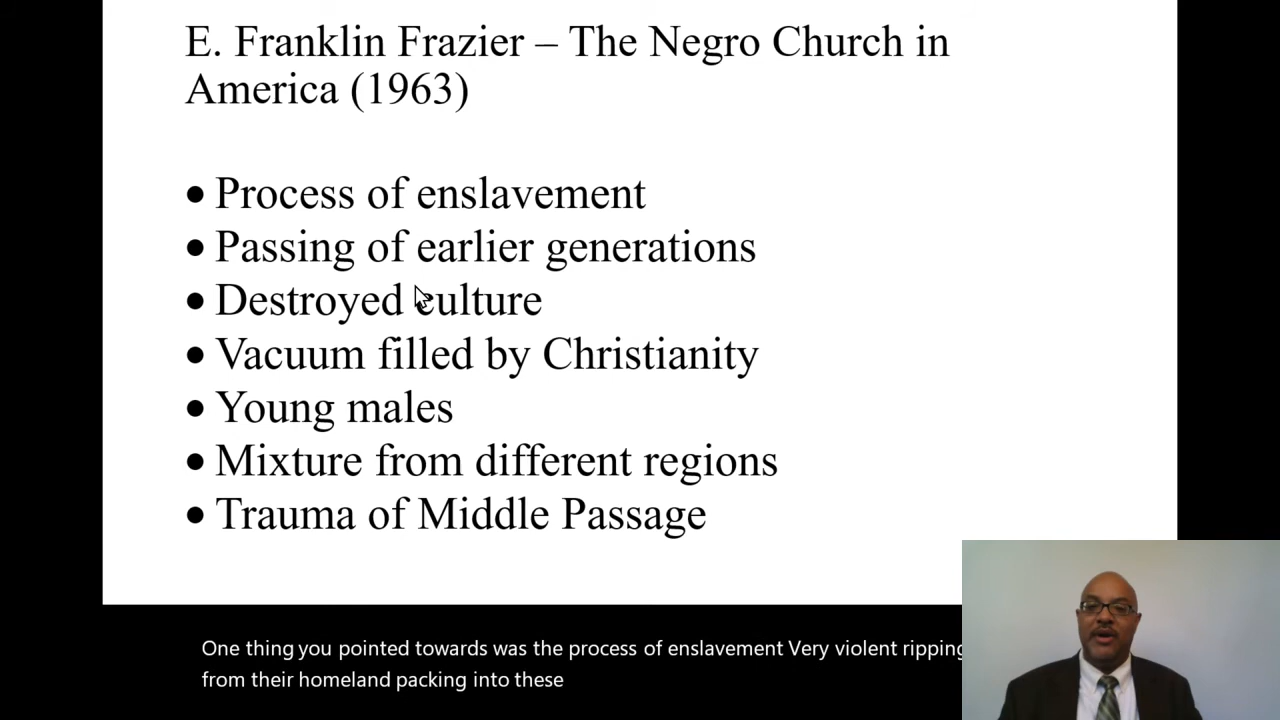 E. Franklin Frazier – The Negro Church in
America (1963)
• Process of enslavement
• Passing of earlier generations
• Destroyed culture
• Vacuum filled by Christianity
• Young males
• Mixture from different regions
• Trauma of Middle Passage
One thing you pointed towards was the process of enslavement Very violent ripping
from their homeland packing into these